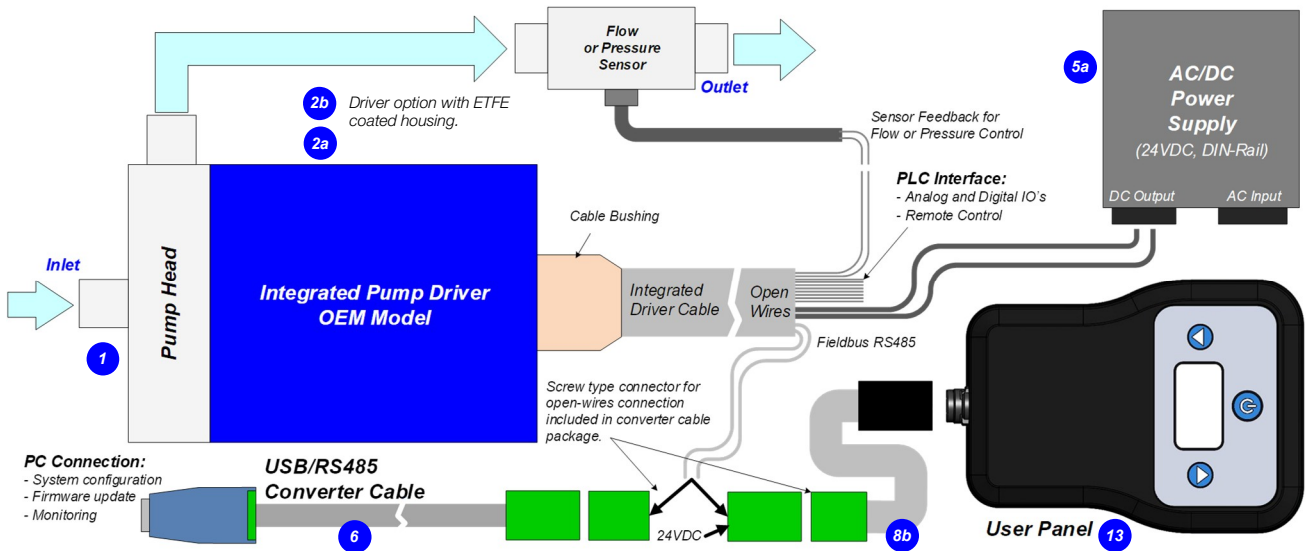 Flow
or Pressure
Sensor
Outlet
5a
AC/DC
Power
Supply
(24VDC, DIN-Rail)
DC Output
AC Input
2b
Driver option with ETFE
coated housing.
2a
Sensor Feedback for
Flow or Pressure Control
PLC Interface:
- Analog and Digital IO's
- Remote Control
Cable Bushing
Inlet
1
Pump Head
Integrated Pump Driver
OEM Model
Integrated
Driver Cable
Open
Wires
Fieldbus RS485
Screw type connector for
open-wires connection
included in converter cable
package.
PC Connection:
- System configuration
- Firmware update
- Monitoring
USB/RS485
Converter Cable
6
24VDC
8b
User Panel
13